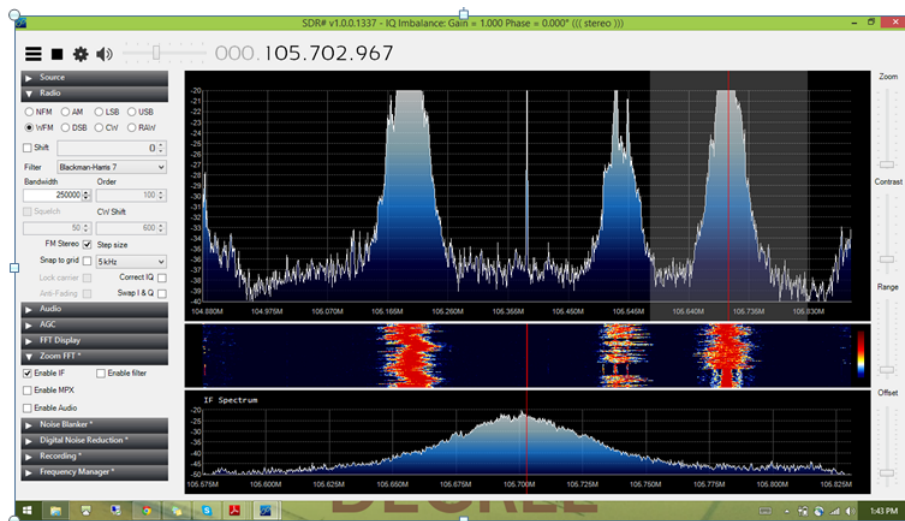 SDR# v1.0.0.1337 - IQ Imbalance: Gain = 1.000 Phase = 0.000° ((( stereo )))
000.105.702.967
Source
Radio
NFM AM LSB USB
WFM DSB CW RAW
Shift 0
Filter Blackman-Harris 7
Bandwidth Order
250000 100
Squelch CW Shift
50 600
FM Stereo Step size
Snap to grid 5 kHz
Lock carrier Correct IQ
Anti-Fading Swap I & Q
Audio
AGC
FFT Display
Zoom FFT *
Enable IF Enable filter
Enable MPX
Enable Audio
Noise Blanker *
Digital Noise Reduction *
Recording *
Frequency Manager *
-20
-21
-22
-23
-24
-25
-26
-27
-28
-29
-30
-31
-32
-33
-34
-35
-36
-37
-38
-39
-40
104.880M 104.975M 105.070M 105.165M 105.260M 105.355M 105.450M 105.545M 105.640M 105.735M 105.830M
IF Spectrum
-20
-25
-30
-35
-40
-45
-50
105.575M 105.600M 105.625M 105.650M 105.675M 105.700M 105.725M 105.750M 105.775M 105.800M 105.825M
Zoom
Contrast
Range
Offset
DEGREE
1:43 PM